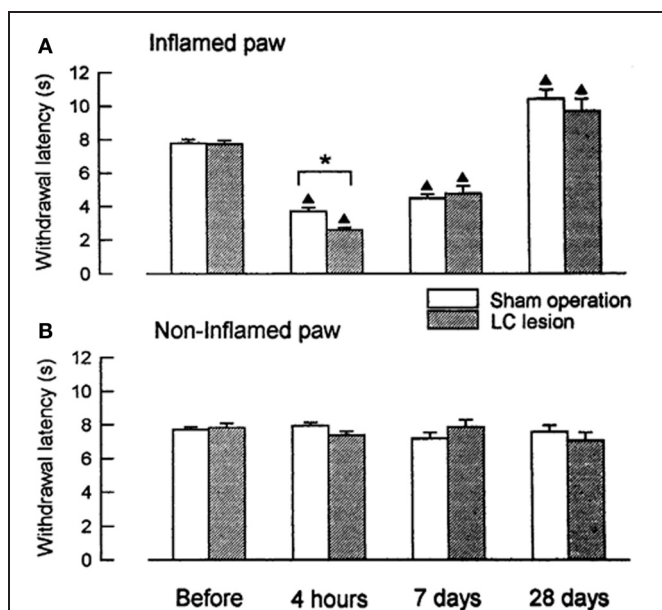 A Inflamed paw
Withdrawal latency (s)
12
10
8
6
4
2
0
*
▲ ▲ ▲ ▲ ▲ ▲
Sham operation
LC lesion
B Non-Inflamed paw
Withdrawal latency (s)
12
10
8
6
4
2
0
Before 4 hours 7 days 28 days